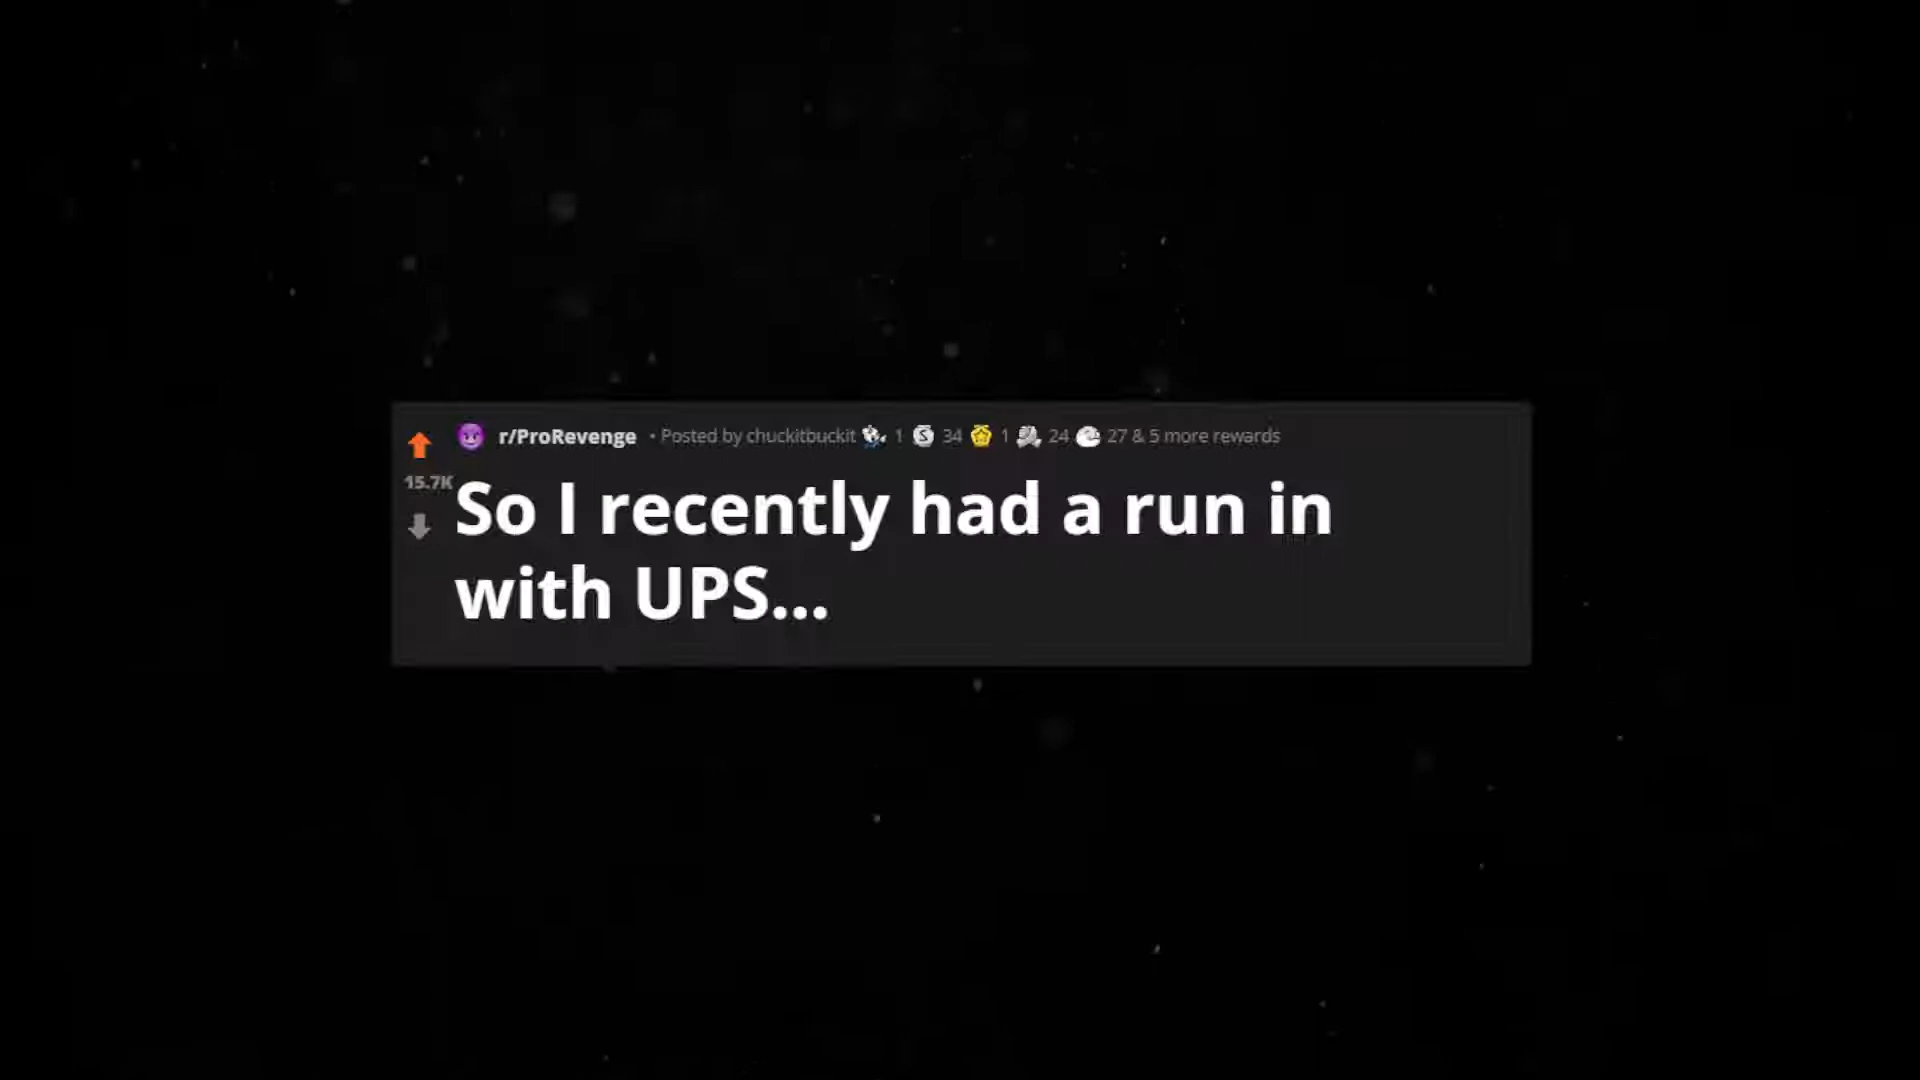 r/ProRevenge • Posted by chuckitbuckit 1 S 34 1 24 27 & 5 more rewards
15.7K
So I recently had a run in
with UPS...